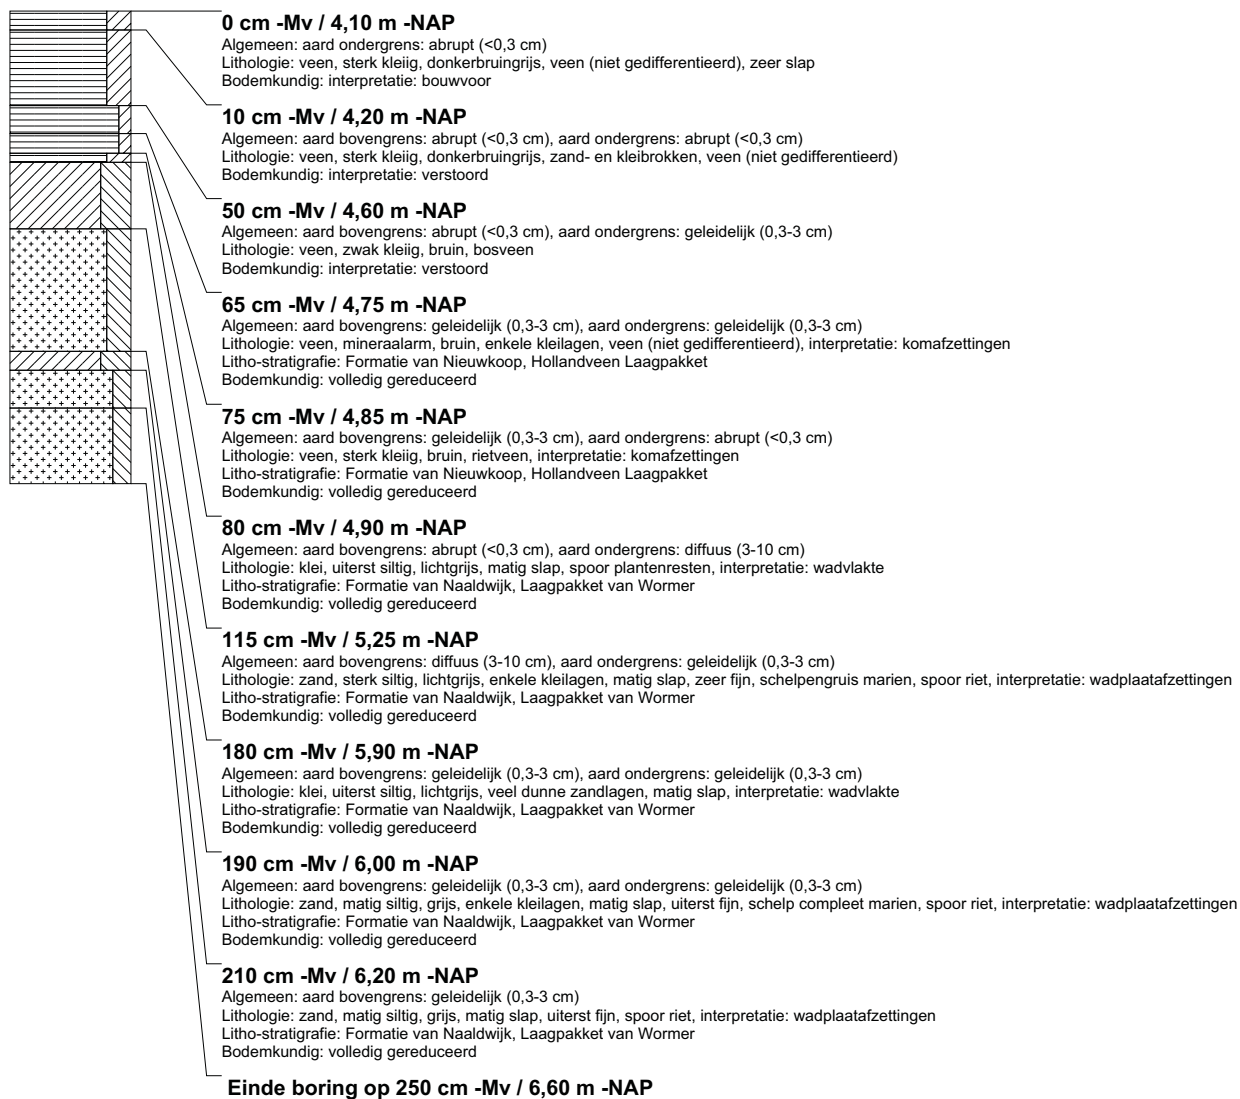 0 cm -Mv / 4,10 m -NAP
Algemeen: aard ondergrens: abrupt (<0,3 cm)
Lithologie: veen, sterk kleiig, donkerbruingrijs, veen (niet gedifferentieerd), zeer slap
Bodemkundig: interpretatie: bouwvoor
10 cm -Mv / 4,20 m -NAP
Algemeen: aard bovengrens: abrupt (<0,3 cm), aard ondergrens: abrupt (<0,3 cm)
Lithologie: veen, sterk kleiig, donkerbruingrijs, zand- en kleibrokken, veen (niet gedifferentieerd)
Bodemkundig: interpretatie: verstoord
50 cm -Mv / 4,60 m -NAP
Algemeen: aard bovengrens: abrupt (<0,3 cm), aard ondergrens: geleidelijk (0,3-3 cm)
Lithologie: veen, zwak kleiig, bruin, bosveen
Bodemkundig: interpretatie: verstoord
65 cm -Mv / 4,75 m -NAP
Algemeen: aard bovengrens: geleidelijk (0,3-3 cm), aard ondergrens: geleidelijk (0,3-3 cm)
Lithologie: veen, mineraalarm, bruin, enkele kleilagen, veen (niet gedifferentieerd), interpretatie: komafzettingen
Litho-stratigrafie: Formatie van Nieuwkoop, Hollandveen Laagpakket
Bodemkundig: volledig gereduceerd
75 cm -Mv / 4,85 m -NAP
Algemeen: aard bovengrens: geleidelijk (0,3-3 cm), aard ondergrens: abrupt (<0,3 cm)
Lithologie: veen, sterk kleiig, bruin, rietveen, interpretatie: komafzettingen
Litho-stratigrafie: Formatie van Nieuwkoop, Hollandveen Laagpakket
Bodemkundig: volledig gereduceerd
80 cm -Mv / 4,90 m -NAP
Algemeen: aard bovengrens: abrupt (<0,3 cm), aard ondergrens: diffuus (3-10 cm)
Lithologie: klei, uiterst siltig, lichtgrijs, matig slap, spoor plantenresten, interpretatie: wadvlakte
Litho-stratigrafie: Formatie van Naaldwijk, Laagpakket van Wormer
Bodemkundig: volledig gereduceerd
115 cm -Mv / 5,25 m -NAP
Algemeen: aard bovengrens: diffuus (3-10 cm), aard ondergrens: geleidelijk (0,3-3 cm)
Lithologie: zand, sterk siltig, lichtgrijs, enkele kleilagen, matig slap, zeer fijn, schelpengruis marien, spoor riet, interpretatie: wadplaatafzettingen
Litho-stratigrafie: Formatie van Naaldwijk, Laagpakket van Wormer
Bodemkundig: volledig gereduceerd
180 cm -Mv / 5,90 m -NAP
Algemeen: aard bovengrens: geleidelijk (0,3-3 cm), aard ondergrens: geleidelijk (0,3-3 cm)
Lithologie: klei, uiterst siltig, lichtgrijs, veel dunne zandlagen, matig slap, interpretatie: wadvlakte
Litho-stratigrafie: Formatie van Naaldwijk, Laagpakket van Wormer
Bodemkundig: volledig gereduceerd
190 cm -Mv / 6,00 m -NAP
Algemeen: aard bovengrens: geleidelijk (0,3-3 cm), aard ondergrens: geleidelijk (0,3-3 cm)
Lithologie: zand, matig siltig, grijs, enkele kleilagen, matig slap, uiterst fijn, schelp compleet marien, spoor riet, interpretatie: wadplaatafzettingen
Litho-stratigrafie: Formatie van Naaldwijk, Laagpakket van Wormer
Bodemkundig: volledig gereduceerd
210 cm -Mv / 6,20 m -NAP
Algemeen: aard bovengrens: geleidelijk (0,3-3 cm)
Lithologie: zand, matig siltig, grijs, matig slap, uiterst fijn, spoor riet, interpretatie: wadplaatafzettingen
Litho-stratigrafie: Formatie van Naaldwijk, Laagpakket van Wormer
Bodemkundig: volledig gereduceerd
Einde boring op 250 cm -Mv / 6,60 m -NAP